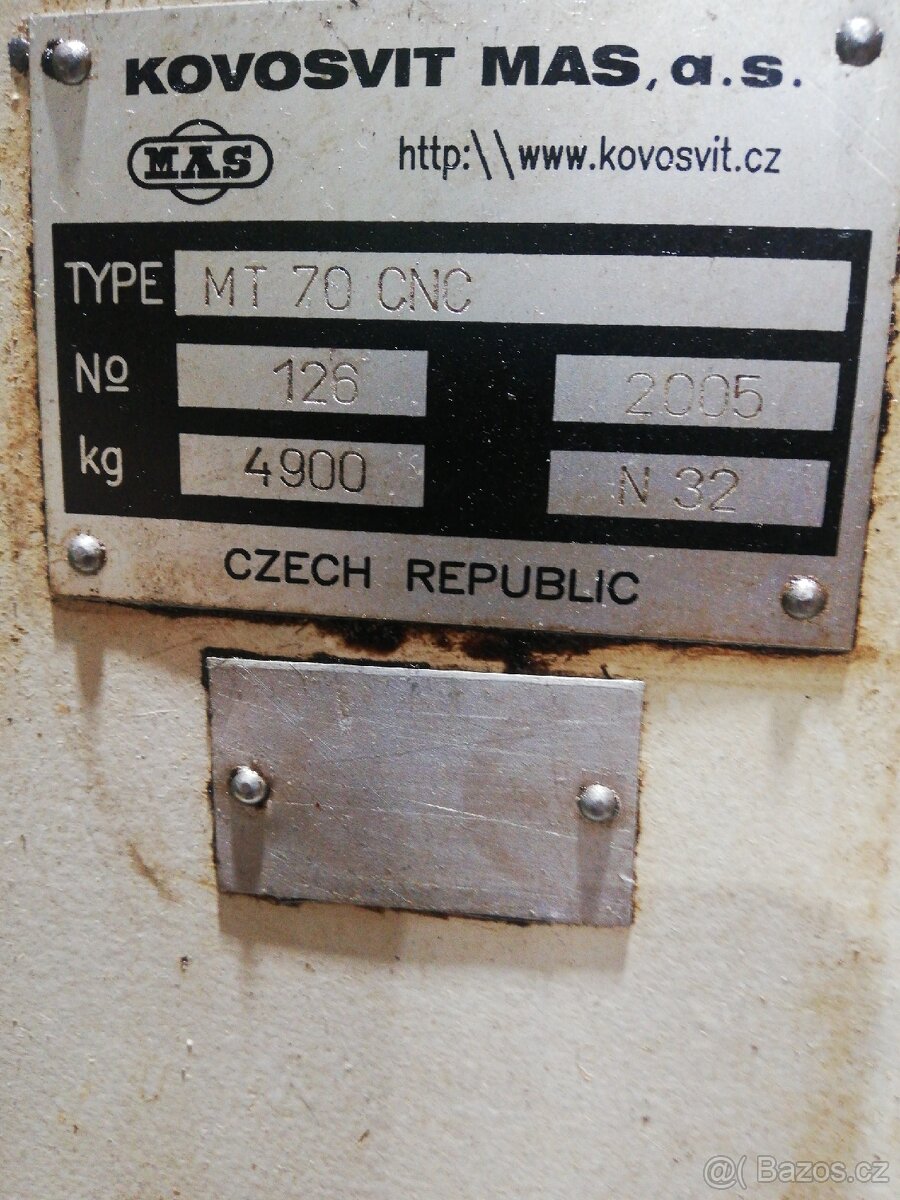 KOVOSVIT MAS, a.s.
MAS http:\\www.kovosvit.cz
TYPE MT 70 CNC
No 126 2005
kg 4900 N 32
CZECH REPUBLIC
@( Bazos.cz